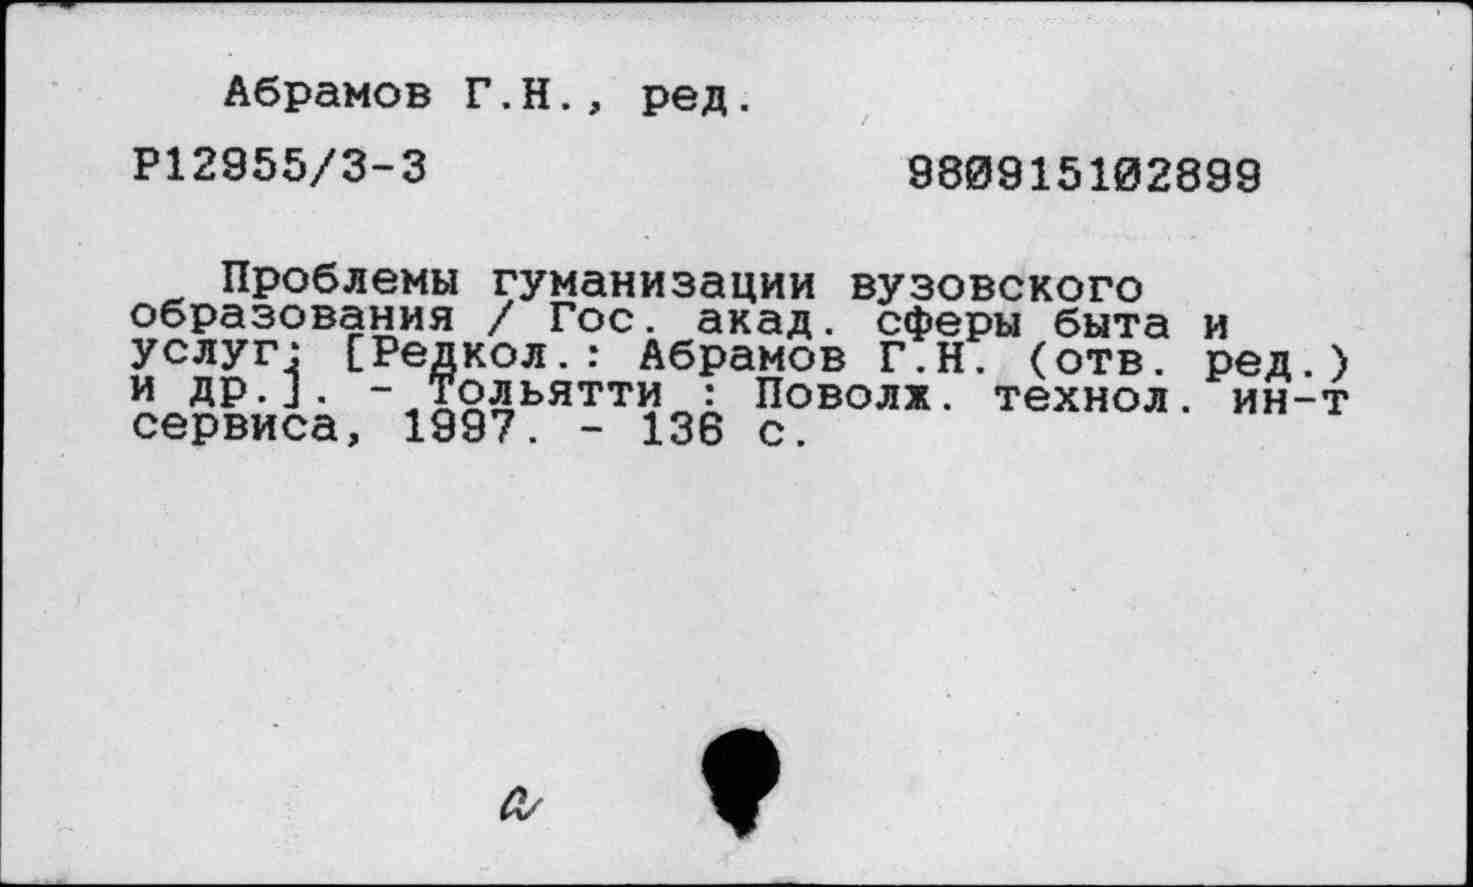 Абрамов Г.Н., ред.
Р12955/3-3 980915102899
Проблемы гуманизации вузовского
образования / Гос. акад. сферы быта и
услуг; [Редкол.: Абрамов Г.Н. (отв. ред.)
и др.]. - Тольятти : Поволж. технол. ин-т
сервиса, 1997. - 136 с.